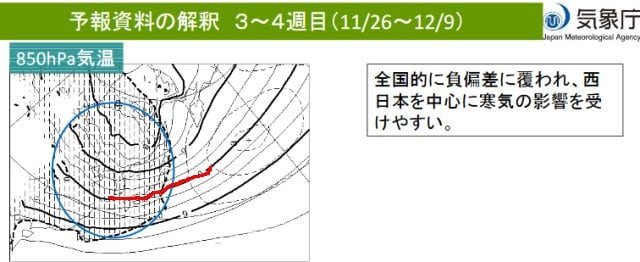 予報資料の解釈 3～4週目(11/26～12/9)
気象庁
Japan Meteorological Agency
850hPa気温
全国的に負偏差に覆われ、西
日本を中心に寒気の影響を受
けやすい。
9